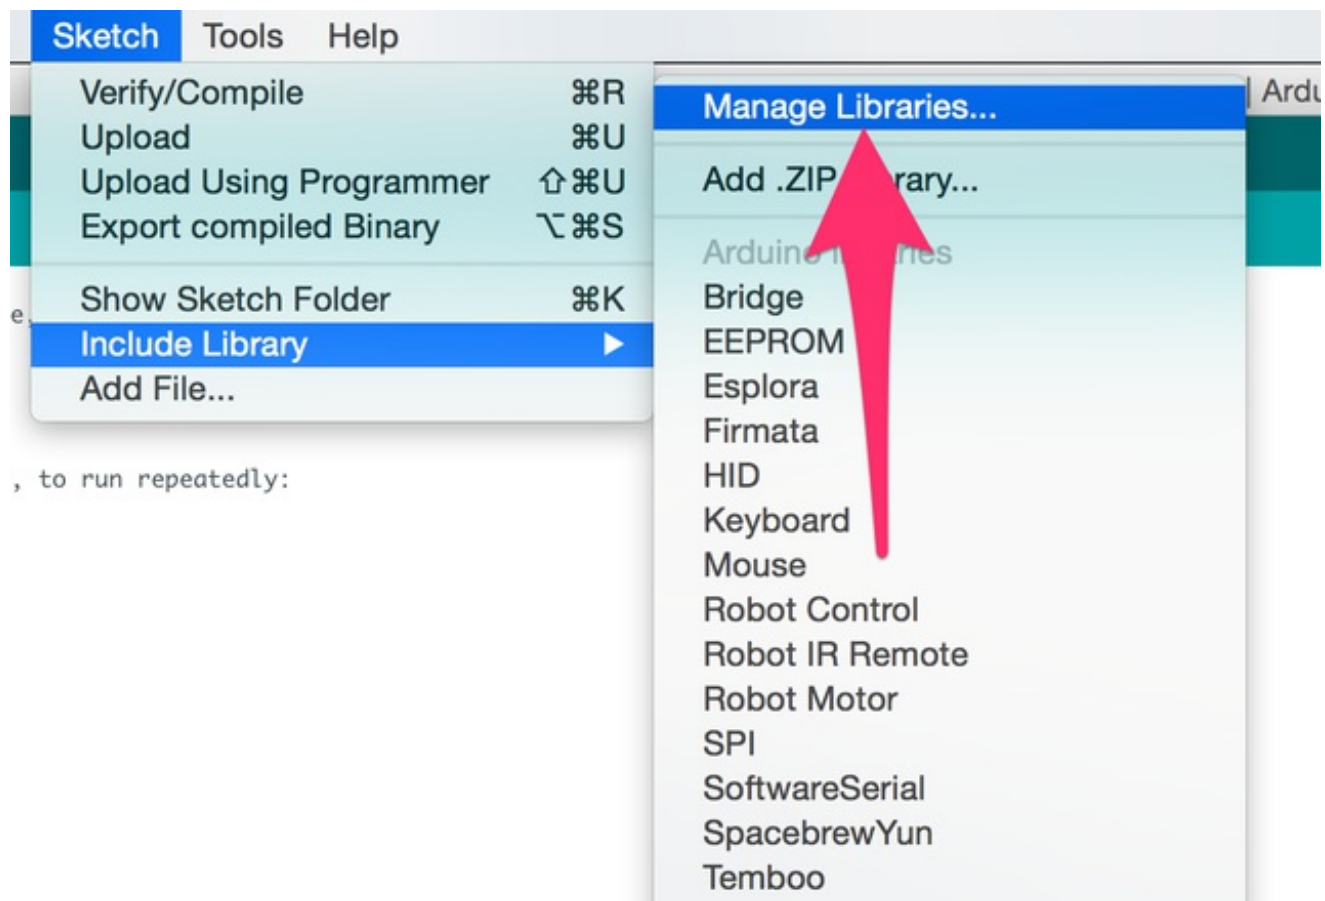 Sketch Tools Help
Verify/Compile ⌘R
Upload ⌘U
Upload Using Programmer ⇧⌘U
Export compiled Binary ⌥⌘S
Show Sketch Folder ⌘K
Include Library ▶
Add File...
, to run repeatedly:
Manage Libraries...
Add .ZIP
Arduino
Bridge
EEPROM
Esplora
Firmata
HID
Keyboard
Mouse
Robot Control
Robot IR Remote
Robot Motor
SPI
SoftwareSerial
SpacebrewYun
Temboo
| Ardu